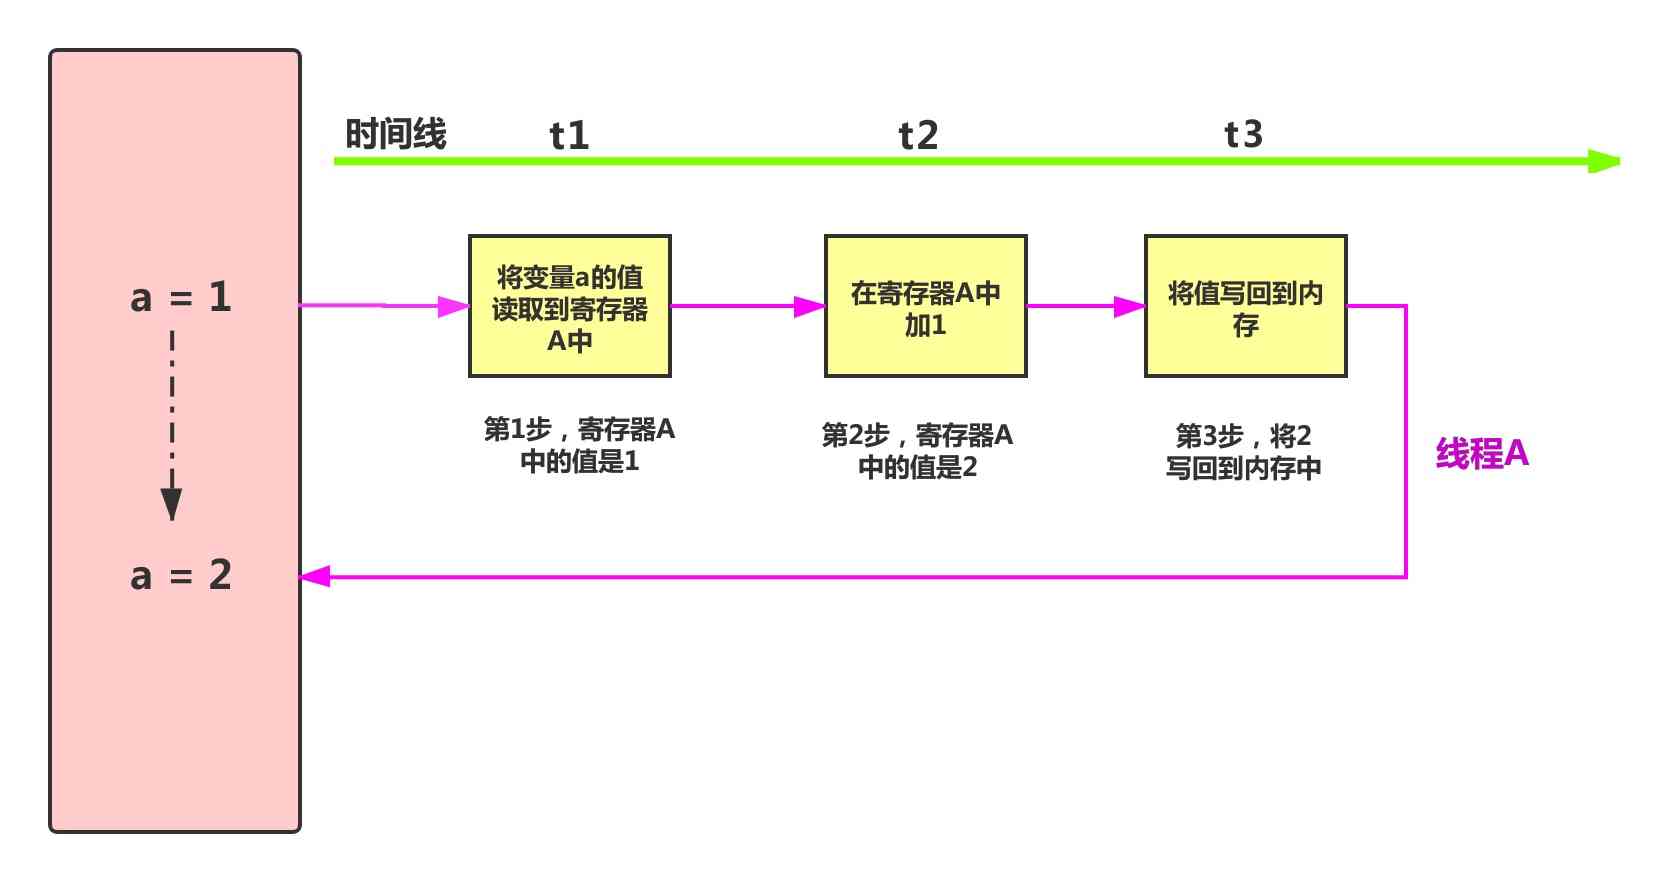 时间线 t1 t2 t3
a = 1
将变量a的值
读取到寄存器
A中
在寄存器A中
加1
将值写回到内
存
第1步，寄存器A
中的值是1
第2步，寄存器A
中的值是2
第3步，将2
写回到内存中
线程A
a = 2